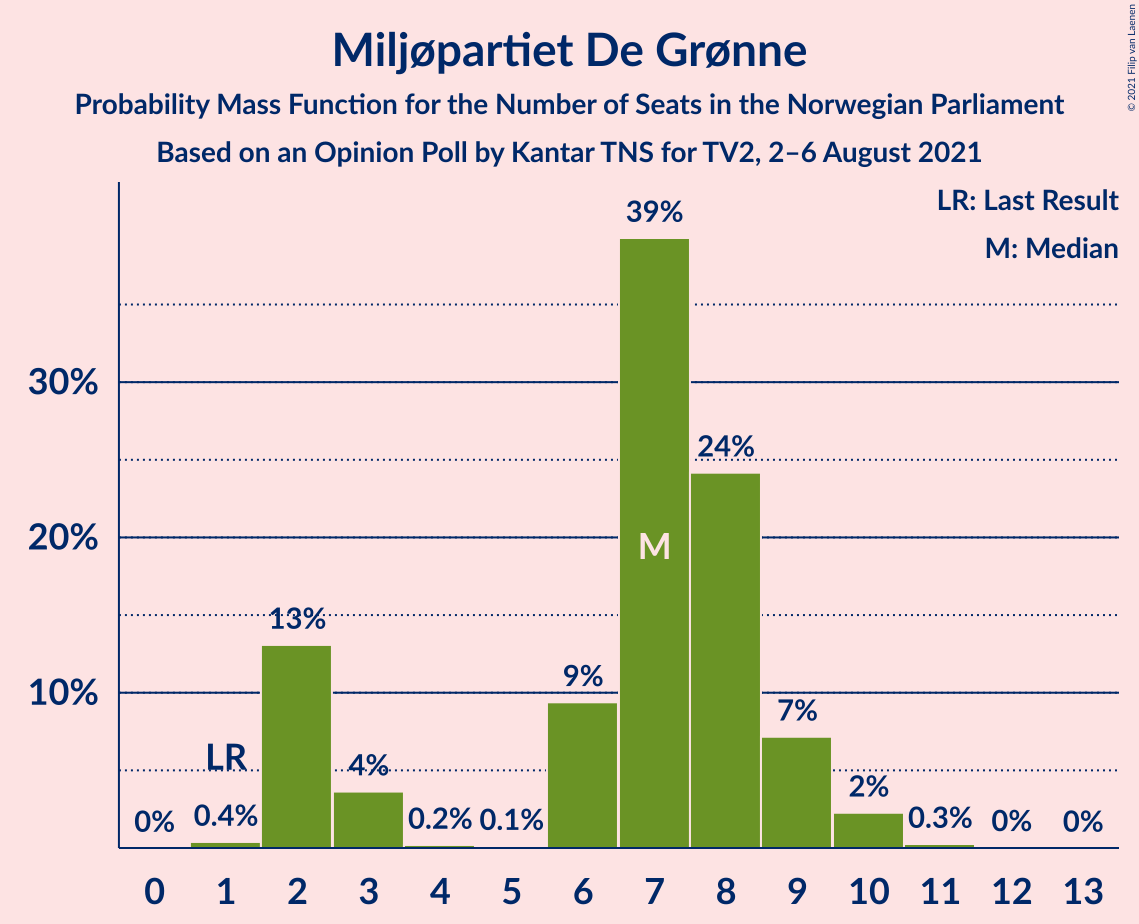 Miljøpartiet De Grønne
Probability Mass Function for the Number of Seats in the Norwegian Parliament
Based on an Opinion Poll by Kantar TNS for TV2, 2–6 August 2021
© 2021 Filip van Laenen
LR: Last Result
M: Median
39%
30%
24%
20%
M
13%
10%
9%
7%
LR
4%
2%
0%
0.4%
0.2%
0.1%
0.3%
0%
0%
0 1 2 3 4 5 6 7 8 9 10 11 12 13